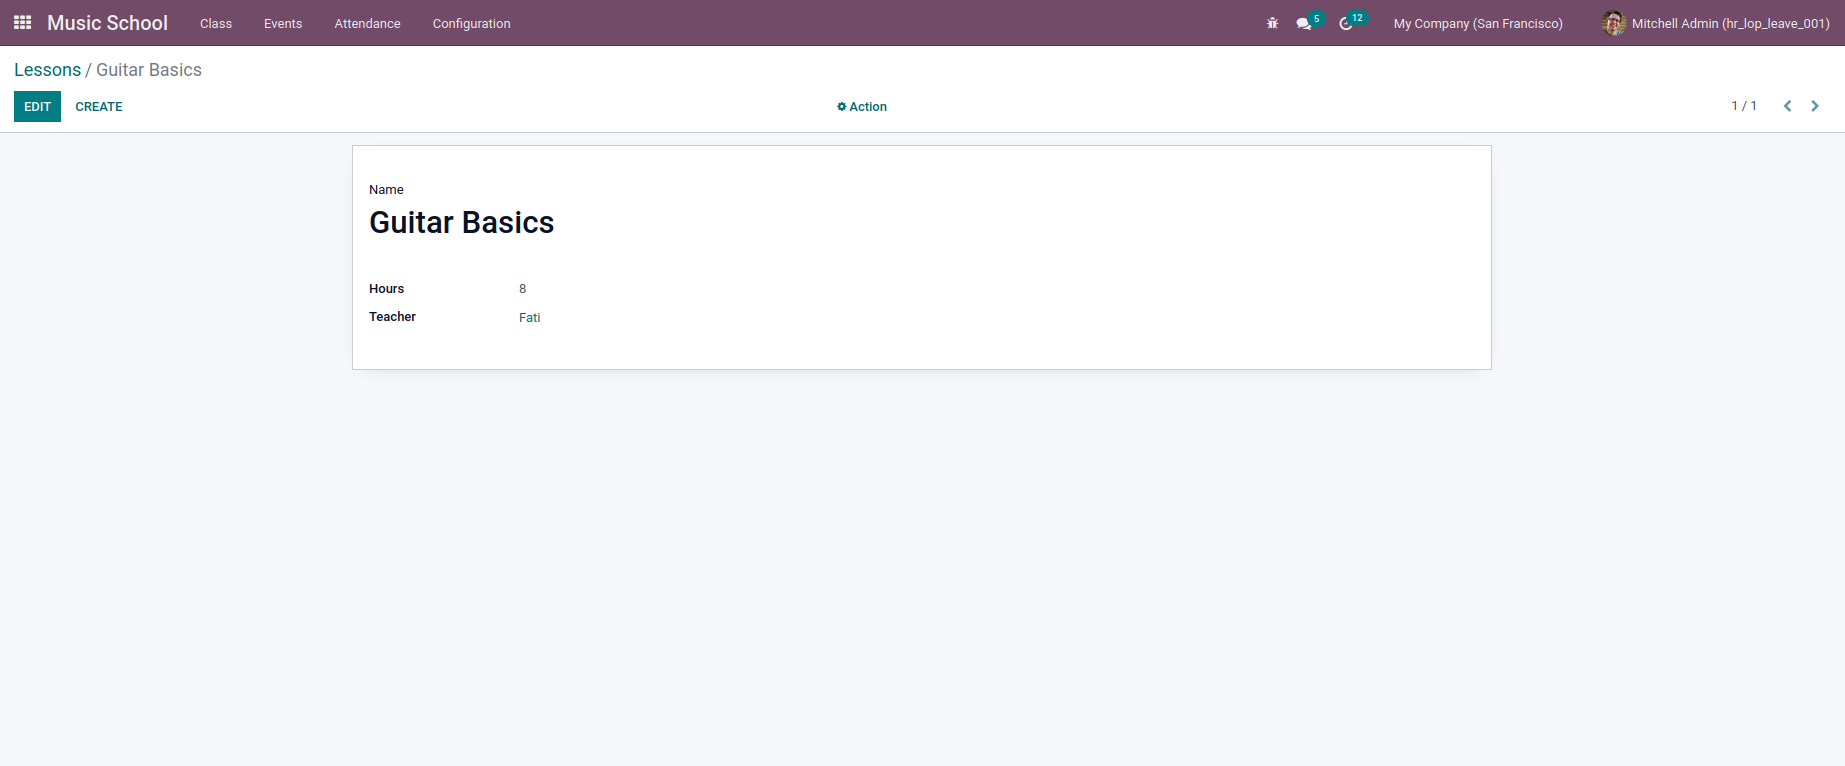 Music School Class Events Attendance Configuration 5 12 My Company (San Francisco) Mitchell Admin (hr_lop_leave_001)
Lessons / Guitar Basics
EDIT CREATE Action 1 / 1
Name
Guitar Basics
Hours 8
Teacher Fati